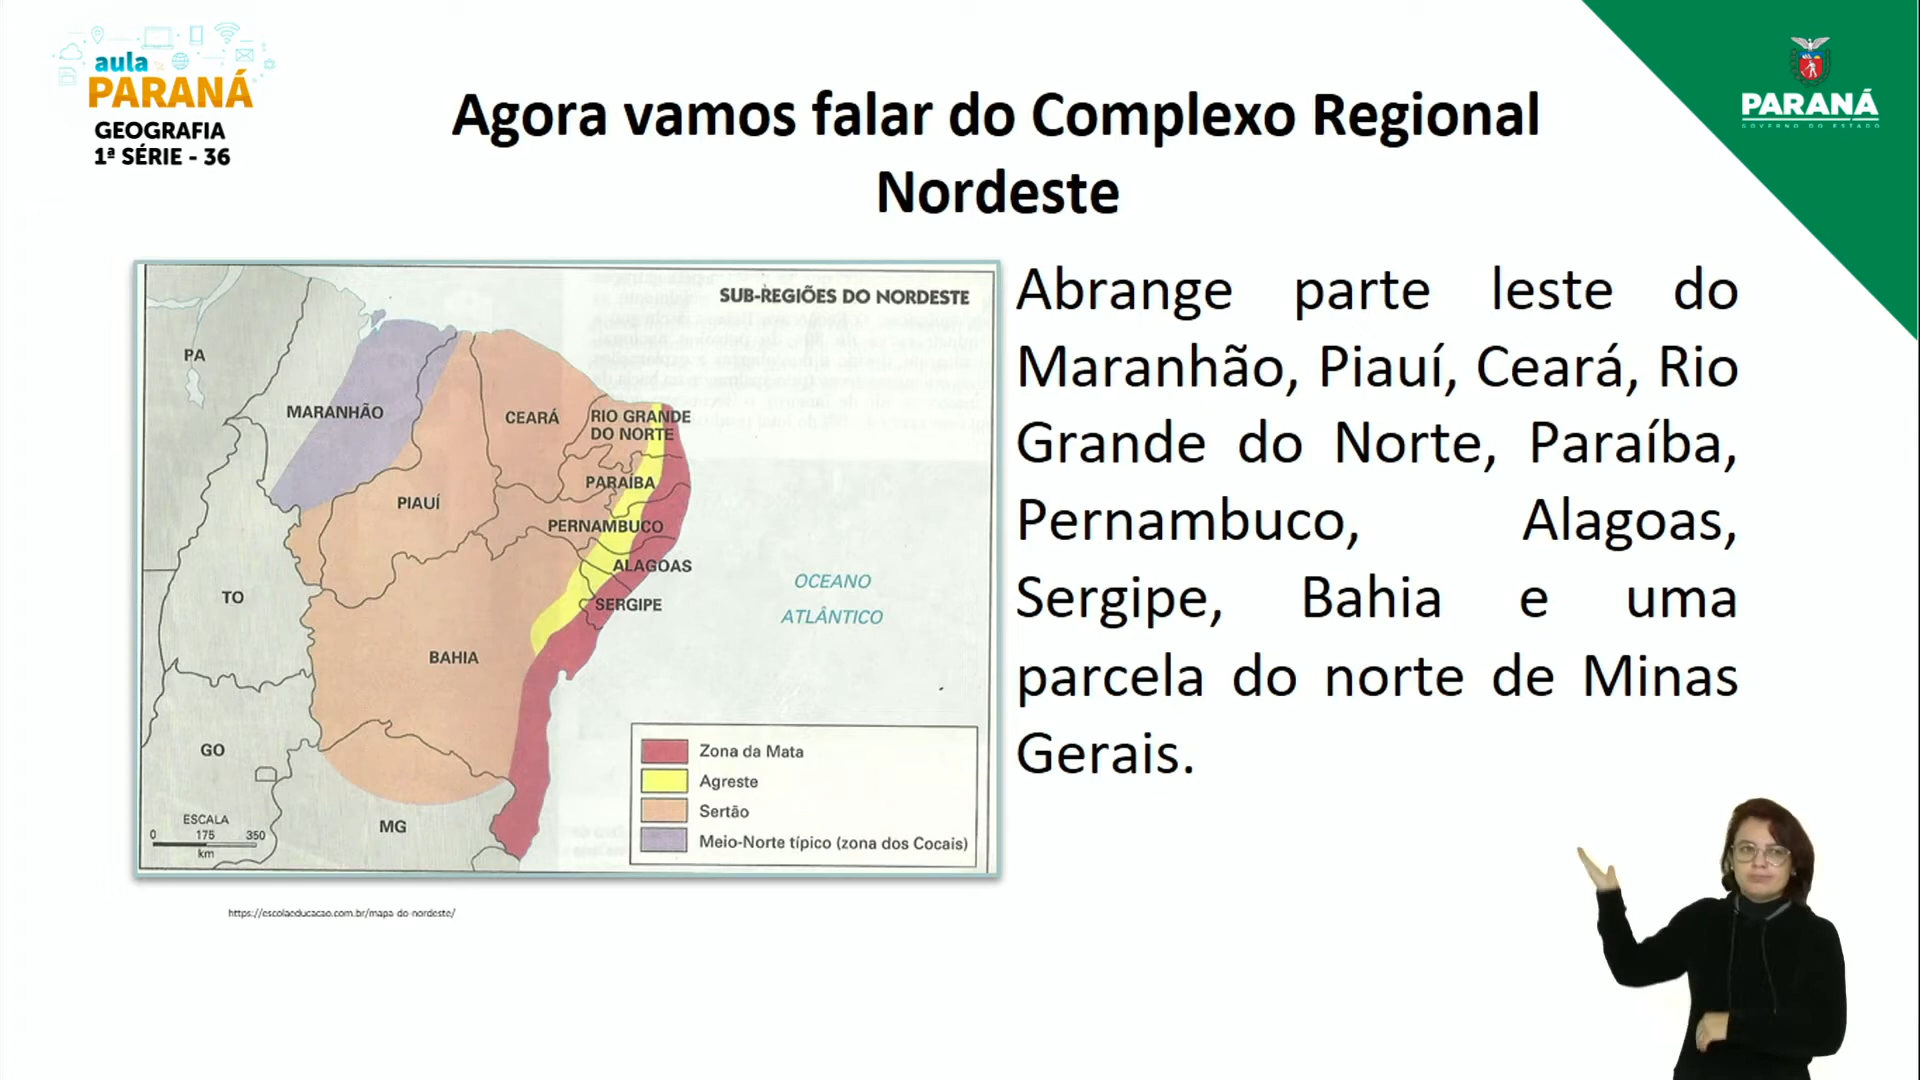 aula
PARANÁ
GEOGRAFIA
1ª SÉRIE - 36
PARANÁ
GOVERNO DO ESTADO
Agora vamos falar do Complexo Regional
Nordeste
SUB-REGIÕES DO NORDESTE
PA
MARANHÃO
CEARÁ
RIO GRANDE
DO NORTE
PARAÍBA
PIAUÍ
PERNAMBUCO
ALAGOAS
SERGIPE
TO
BAHIA
OCEANO
ATLÂNTICO
GO
MG
ESCALA
0 175 350
km
Zona da Mata
Agreste
Sertão
Meio-Norte típico (zona dos Cocais)
https://escolaeducacao.com.br/mapa-do-nordeste/
Abrange parte leste do
Maranhão, Piauí, Ceará, Rio
Grande do Norte, Paraíba,
Pernambuco, Alagoas,
Sergipe, Bahia e uma
parcela do norte de Minas
Gerais.